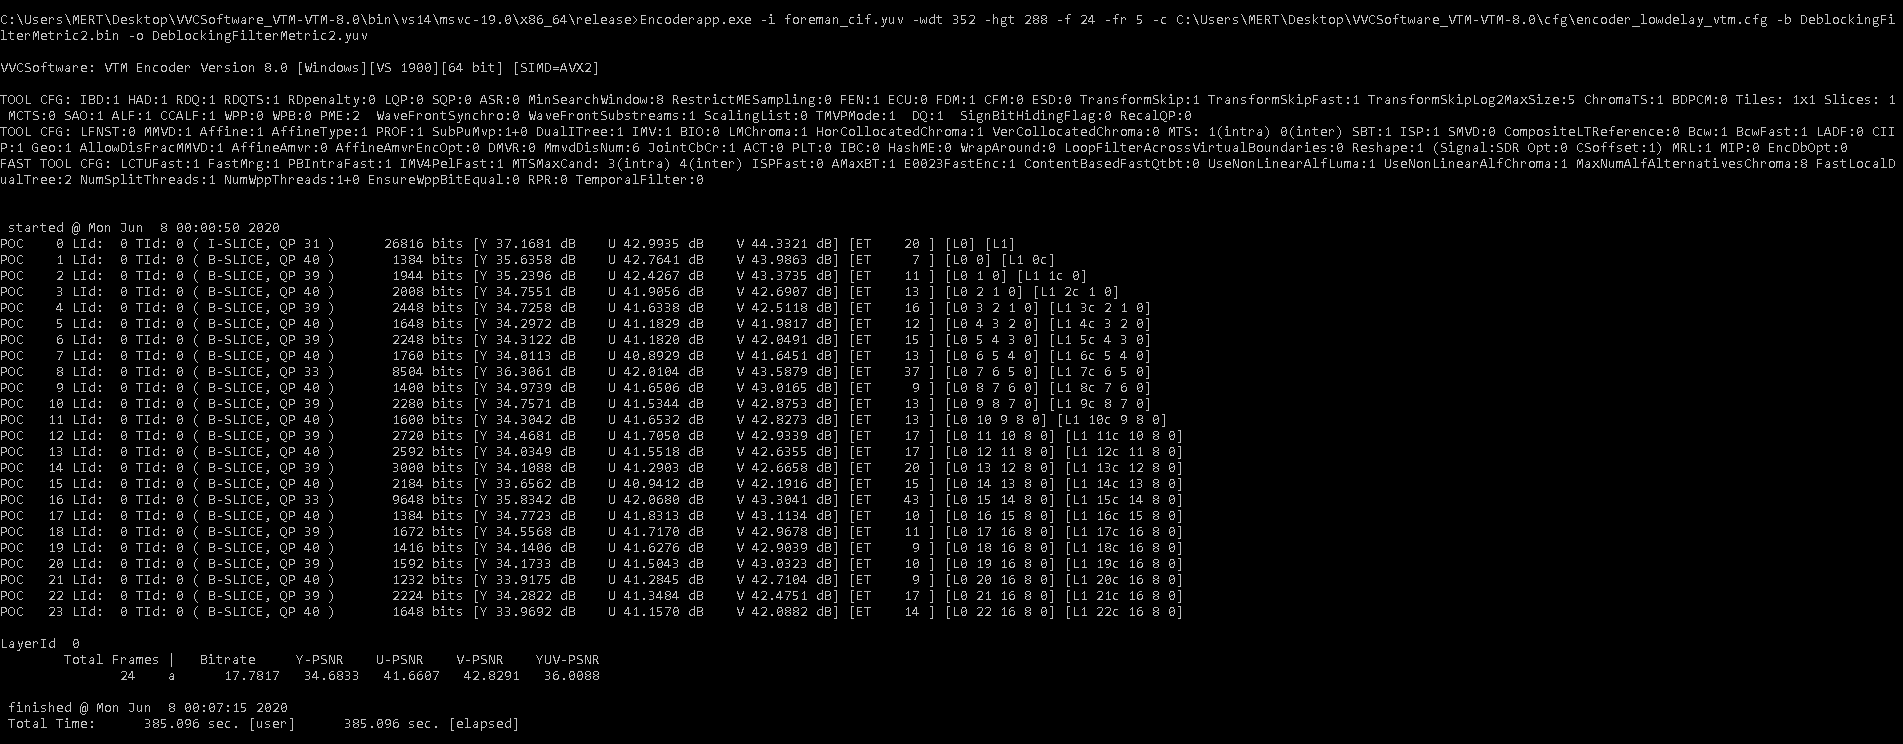 C:\Users\MERT\Desktop\VVCSoftware_VTM-VTM-8.0\bin\vs14\msvc-19.0\x86_64\release>Encoderapp.exe -i foreman_cif.yuv -wdt 352 -hgt 288 -f 24 -fr 5 -c C:\Users\MERT\Desktop\VVCSoftware_VTM-VTM-8.0\cfg\encoder_lowdelay_vtm.cfg -b DeblockingFi
lterMetric2.bin -o DeblockingFilterMetric2.yuv
VVCSoftware: VTM Encoder Version 8.0 [Windows][VS 1900][64 bit] [SIMD=AVX2]
TOOL CFG: IBD:1 HAD:1 RDQ:1 RDQTS:1 RDpenalty:0 LQP:0 SQP:0 ASR:0 MinSearchWindow:8 RestrictMESampling:0 FEN:1 ECU:0 FDM:1 CFM:0 ESD:0 TransformSkip:1 TransformSkipFast:1 TransformSkipLog2MaxSize:5 ChromaTS:1 BDPCM:0 Tiles: 1x1 Slices: 1
 MCTS:0 SAO:1 ALF:1 CCALF:1 WPP:0 WPB:0 PME:2  WaveFrontSynchro:0 WaveFrontSubstreams:1 ScalingList:0 TMVPMode:1  DQ:1  SignBitHidingFlag:0 RecalQP:0
TOOL CFG: LFNST:0 MMVD:1 Affine:1 AffineType:1 PROF:1 SubPuMvp:1+0 DualITree:1 IMV:1 BIO:0 LMChroma:1 HorCollocatedChroma:1 VerCollocatedChroma:0 MTS: 1(intra) 0(inter) SBT:1 ISP:1 SMVD:0 CompositeLTReference:0 Bcw:1 BcwFast:1 LADF:0 CII
P:1 Geo:1 AllowDisFracMMVD:1 AffineAmvr:0 AffineAmvrEncOpt:0 DMVR:0 MmvdDisNum:6 JointCbCr:1 ACT:0 PLT:0 IBC:0 HashME:0 WrapAround:0 LoopFilterAcrossVirtualBoundaries:0 Reshape:1 (Signal:SDR Opt:0 CSoffset:1) MRL:1 MIP:0 EncDbOpt:0
FAST TOOL CFG: LCTUFast:1 FastMrg:1 PBIntraFast:1 IMV4PelFast:1 MTSMaxCand: 3(intra) 4(inter) ISPFast:0 AMaxBT:1 E0023FastEnc:1 ContentBasedFastQtbt:0 UseNonLinearAlfLuma:1 UseNonLinearAlfChroma:1 MaxNumAlfAlternativesChroma:8 FastLocalD
ualTree:2 NumSplitThreads:1 NumWppThreads:1+0 EnsureWppBitEqual:0 RPR:0 TemporalFilter:0
 started @ Mon Jun  8 00:00:50 2020
POC    0 LId:  0 TId: 0 ( I-SLICE, QP 31 )      26816 bits [Y 37.1681 dB    U 42.9935 dB    V 44.3321 dB] [ET    20 ] [L0] [L1]
POC    1 LId:  0 TId: 0 ( B-SLICE, QP 40 )       1384 bits [Y 35.6358 dB    U 42.7641 dB    V 43.9863 dB] [ET     7 ] [L0 0] [L1 0c]
POC    2 LId:  0 TId: 0 ( B-SLICE, QP 39 )       1944 bits [Y 35.2396 dB    U 42.4267 dB    V 43.3735 dB] [ET    11 ] [L0 1 0] [L1 1c 0]
POC    3 LId:  0 TId: 0 ( B-SLICE, QP 40 )       2008 bits [Y 34.7551 dB    U 41.9056 dB    V 42.6907 dB] [ET    13 ] [L0 2 1 0] [L1 2c 1 0]
POC    4 LId:  0 TId: 0 ( B-SLICE, QP 39 )       2448 bits [Y 34.7258 dB    U 41.6338 dB    V 42.5118 dB] [ET    16 ] [L0 3 2 1 0] [L1 3c 2 1 0]
POC    5 LId:  0 TId: 0 ( B-SLICE, QP 40 )       1648 bits [Y 34.2972 dB    U 41.1829 dB    V 41.9817 dB] [ET    12 ] [L0 4 3 2 0] [L1 4c 3 2 0]
POC    6 LId:  0 TId: 0 ( B-SLICE, QP 39 )       2248 bits [Y 34.3122 dB    U 41.1820 dB    V 42.0491 dB] [ET    15 ] [L0 5 4 3 0] [L1 5c 4 3 0]
POC    7 LId:  0 TId: 0 ( B-SLICE, QP 40 )       1760 bits [Y 34.0113 dB    U 40.8929 dB    V 41.6451 dB] [ET    13 ] [L0 6 5 4 0] [L1 6c 5 4 0]
POC    8 LId:  0 TId: 0 ( B-SLICE, QP 33 )       8504 bits [Y 36.3061 dB    U 42.0104 dB    V 43.5879 dB] [ET    37 ] [L0 7 6 5 0] [L1 7c 6 5 0]
POC    9 LId:  0 TId: 0 ( B-SLICE, QP 40 )       1400 bits [Y 34.9739 dB    U 41.6506 dB    V 43.0165 dB] [ET     9 ] [L0 8 7 6 0] [L1 8c 7 6 0]
POC   10 LId:  0 TId: 0 ( B-SLICE, QP 39 )       2280 bits [Y 34.7571 dB    U 41.5344 dB    V 42.8753 dB] [ET    13 ] [L0 9 8 7 0] [L1 9c 8 7 0]
POC   11 LId:  0 TId: 0 ( B-SLICE, QP 40 )       1600 bits [Y 34.3042 dB    U 41.6532 dB    V 42.8273 dB] [ET    13 ] [L0 10 9 8 0] [L1 10c 9 8 0]
POC   12 LId:  0 TId: 0 ( B-SLICE, QP 39 )       2720 bits [Y 34.4681 dB    U 41.7050 dB    V 42.9339 dB] [ET    17 ] [L0 11 10 8 0] [L1 11c 10 8 0]
POC   13 LId:  0 TId: 0 ( B-SLICE, QP 40 )       2592 bits [Y 34.0349 dB    U 41.5518 dB    V 42.6355 dB] [ET    17 ] [L0 12 11 8 0] [L1 12c 11 8 0]
POC   14 LId:  0 TId: 0 ( B-SLICE, QP 39 )       3000 bits [Y 34.1088 dB    U 41.2903 dB    V 42.6658 dB] [ET    20 ] [L0 13 12 8 0] [L1 13c 12 8 0]
POC   15 LId:  0 TId: 0 ( B-SLICE, QP 40 )       2184 bits [Y 33.6562 dB    U 40.9412 dB    V 42.1916 dB] [ET    15 ] [L0 14 13 8 0] [L1 14c 13 8 0]
POC   16 LId:  0 TId: 0 ( B-SLICE, QP 33 )       9648 bits [Y 35.8342 dB    U 42.0680 dB    V 43.3041 dB] [ET    43 ] [L0 15 14 8 0] [L1 15c 14 8 0]
POC   17 LId:  0 TId: 0 ( B-SLICE, QP 40 )       1384 bits [Y 34.7723 dB    U 41.8313 dB    V 43.1134 dB] [ET    10 ] [L0 16 15 8 0] [L1 16c 15 8 0]
POC   18 LId:  0 TId: 0 ( B-SLICE, QP 39 )       1672 bits [Y 34.5568 dB    U 41.7170 dB    V 42.9678 dB] [ET    11 ] [L0 17 16 8 0] [L1 17c 16 8 0]
POC   19 LId:  0 TId: 0 ( B-SLICE, QP 40 )       1416 bits [Y 34.1406 dB    U 41.6276 dB    V 42.9039 dB] [ET     9 ] [L0 18 16 8 0] [L1 18c 16 8 0]
POC   20 LId:  0 TId: 0 ( B-SLICE, QP 39 )       1592 bits [Y 34.1733 dB    U 41.5043 dB    V 43.0323 dB] [ET    10 ] [L0 19 16 8 0] [L1 19c 16 8 0]
POC   21 LId:  0 TId: 0 ( B-SLICE, QP 40 )       1232 bits [Y 33.9175 dB    U 41.2845 dB    V 42.7104 dB] [ET     9 ] [L0 20 16 8 0] [L1 20c 16 8 0]
POC   22 LId:  0 TId: 0 ( B-SLICE, QP 39 )       2224 bits [Y 34.2822 dB    U 41.3484 dB    V 42.4751 dB] [ET    17 ] [L0 21 16 8 0] [L1 21c 16 8 0]
POC   23 LId:  0 TId: 0 ( B-SLICE, QP 40 )       1648 bits [Y 33.9692 dB    U 41.1570 dB    V 42.0882 dB] [ET    14 ] [L0 22 16 8 0] [L1 22c 16 8 0]
LayerId  0
        Total Frames |   Bitrate     Y-PSNR    U-PSNR    V-PSNR    YUV-PSNR
               24    a      17.7817   34.6833   41.6607   42.8291   36.0088
 finished @ Mon Jun  8 00:07:15 2020
 Total Time:      385.096 sec. [user]      385.096 sec. [elapsed]